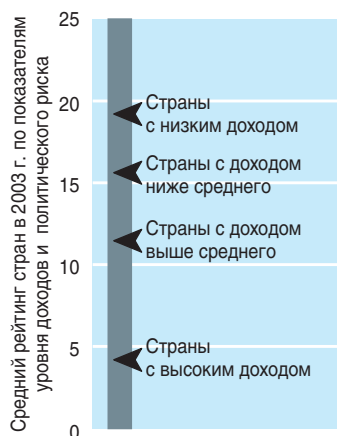 Средний рейтинг стран в 2003 г. по показателям
уровня доходов и политического риска
25
20
15
10
5
0
Страны
с низким доходом
Страны с доходом
ниже среднего
Страны с доходом
выше среднего
Страны
с высоким доходом